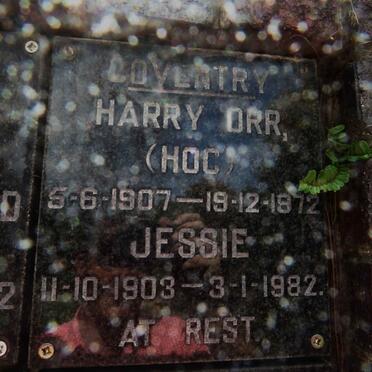 COVENTRY
HARRY ORR,
(HOC)
5-6-1907—19-12-1972
JESSIE
11-10-1903—3-1-1982.
AT REST.
D
2